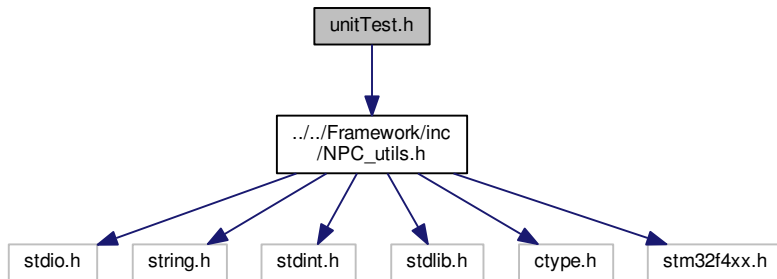 unitTest.h
../../Framework/inc
/NPC_utils.h
stdio.h
string.h
stdint.h
stdlib.h
ctype.h
stm32f4xx.h